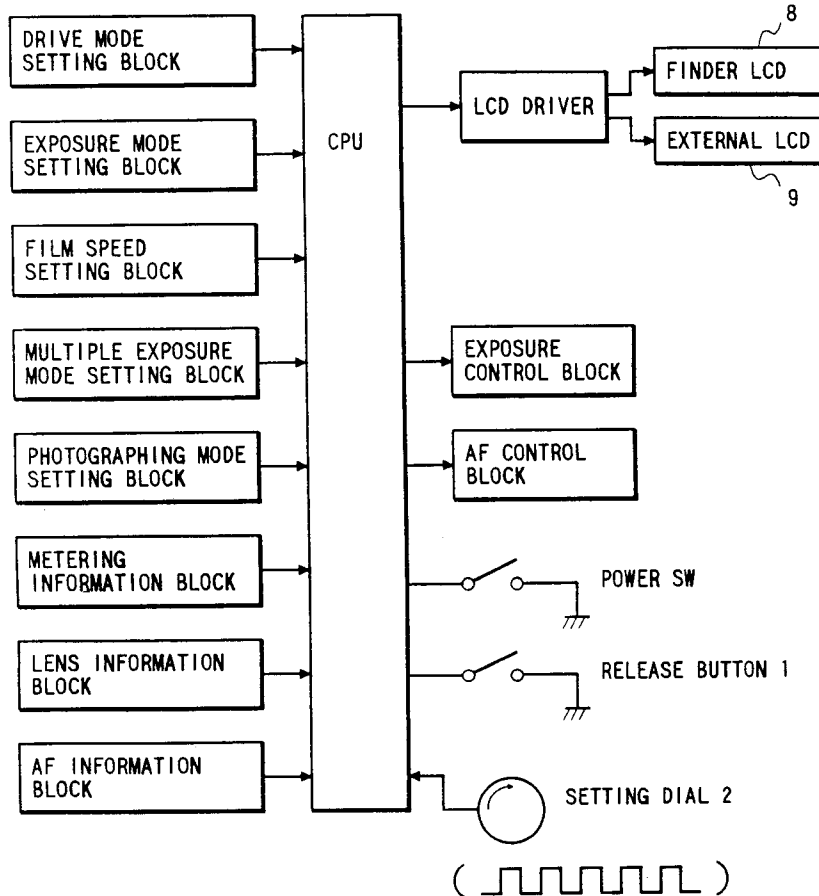 DRIVE MODE
SETTING BLOCK
EXPOSURE MODE
SETTING BLOCK
FILM SPEED
SETTING BLOCK
MULTIPLE EXPOSURE
MODE SETTING BLOCK
PHOTOGRAPHING MODE
SETTING BLOCK
METERING
INFORMATION BLOCK
LENS INFORMATION
BLOCK
AF INFORMATION
BLOCK
CPU
LCD DRIVER
8
FINDER LCD
EXTERNAL LCD
9
EXPOSURE
CONTROL BLOCK
AF CONTROL
BLOCK
POWER SW
RELEASE BUTTON 1
SETTING DIAL 2